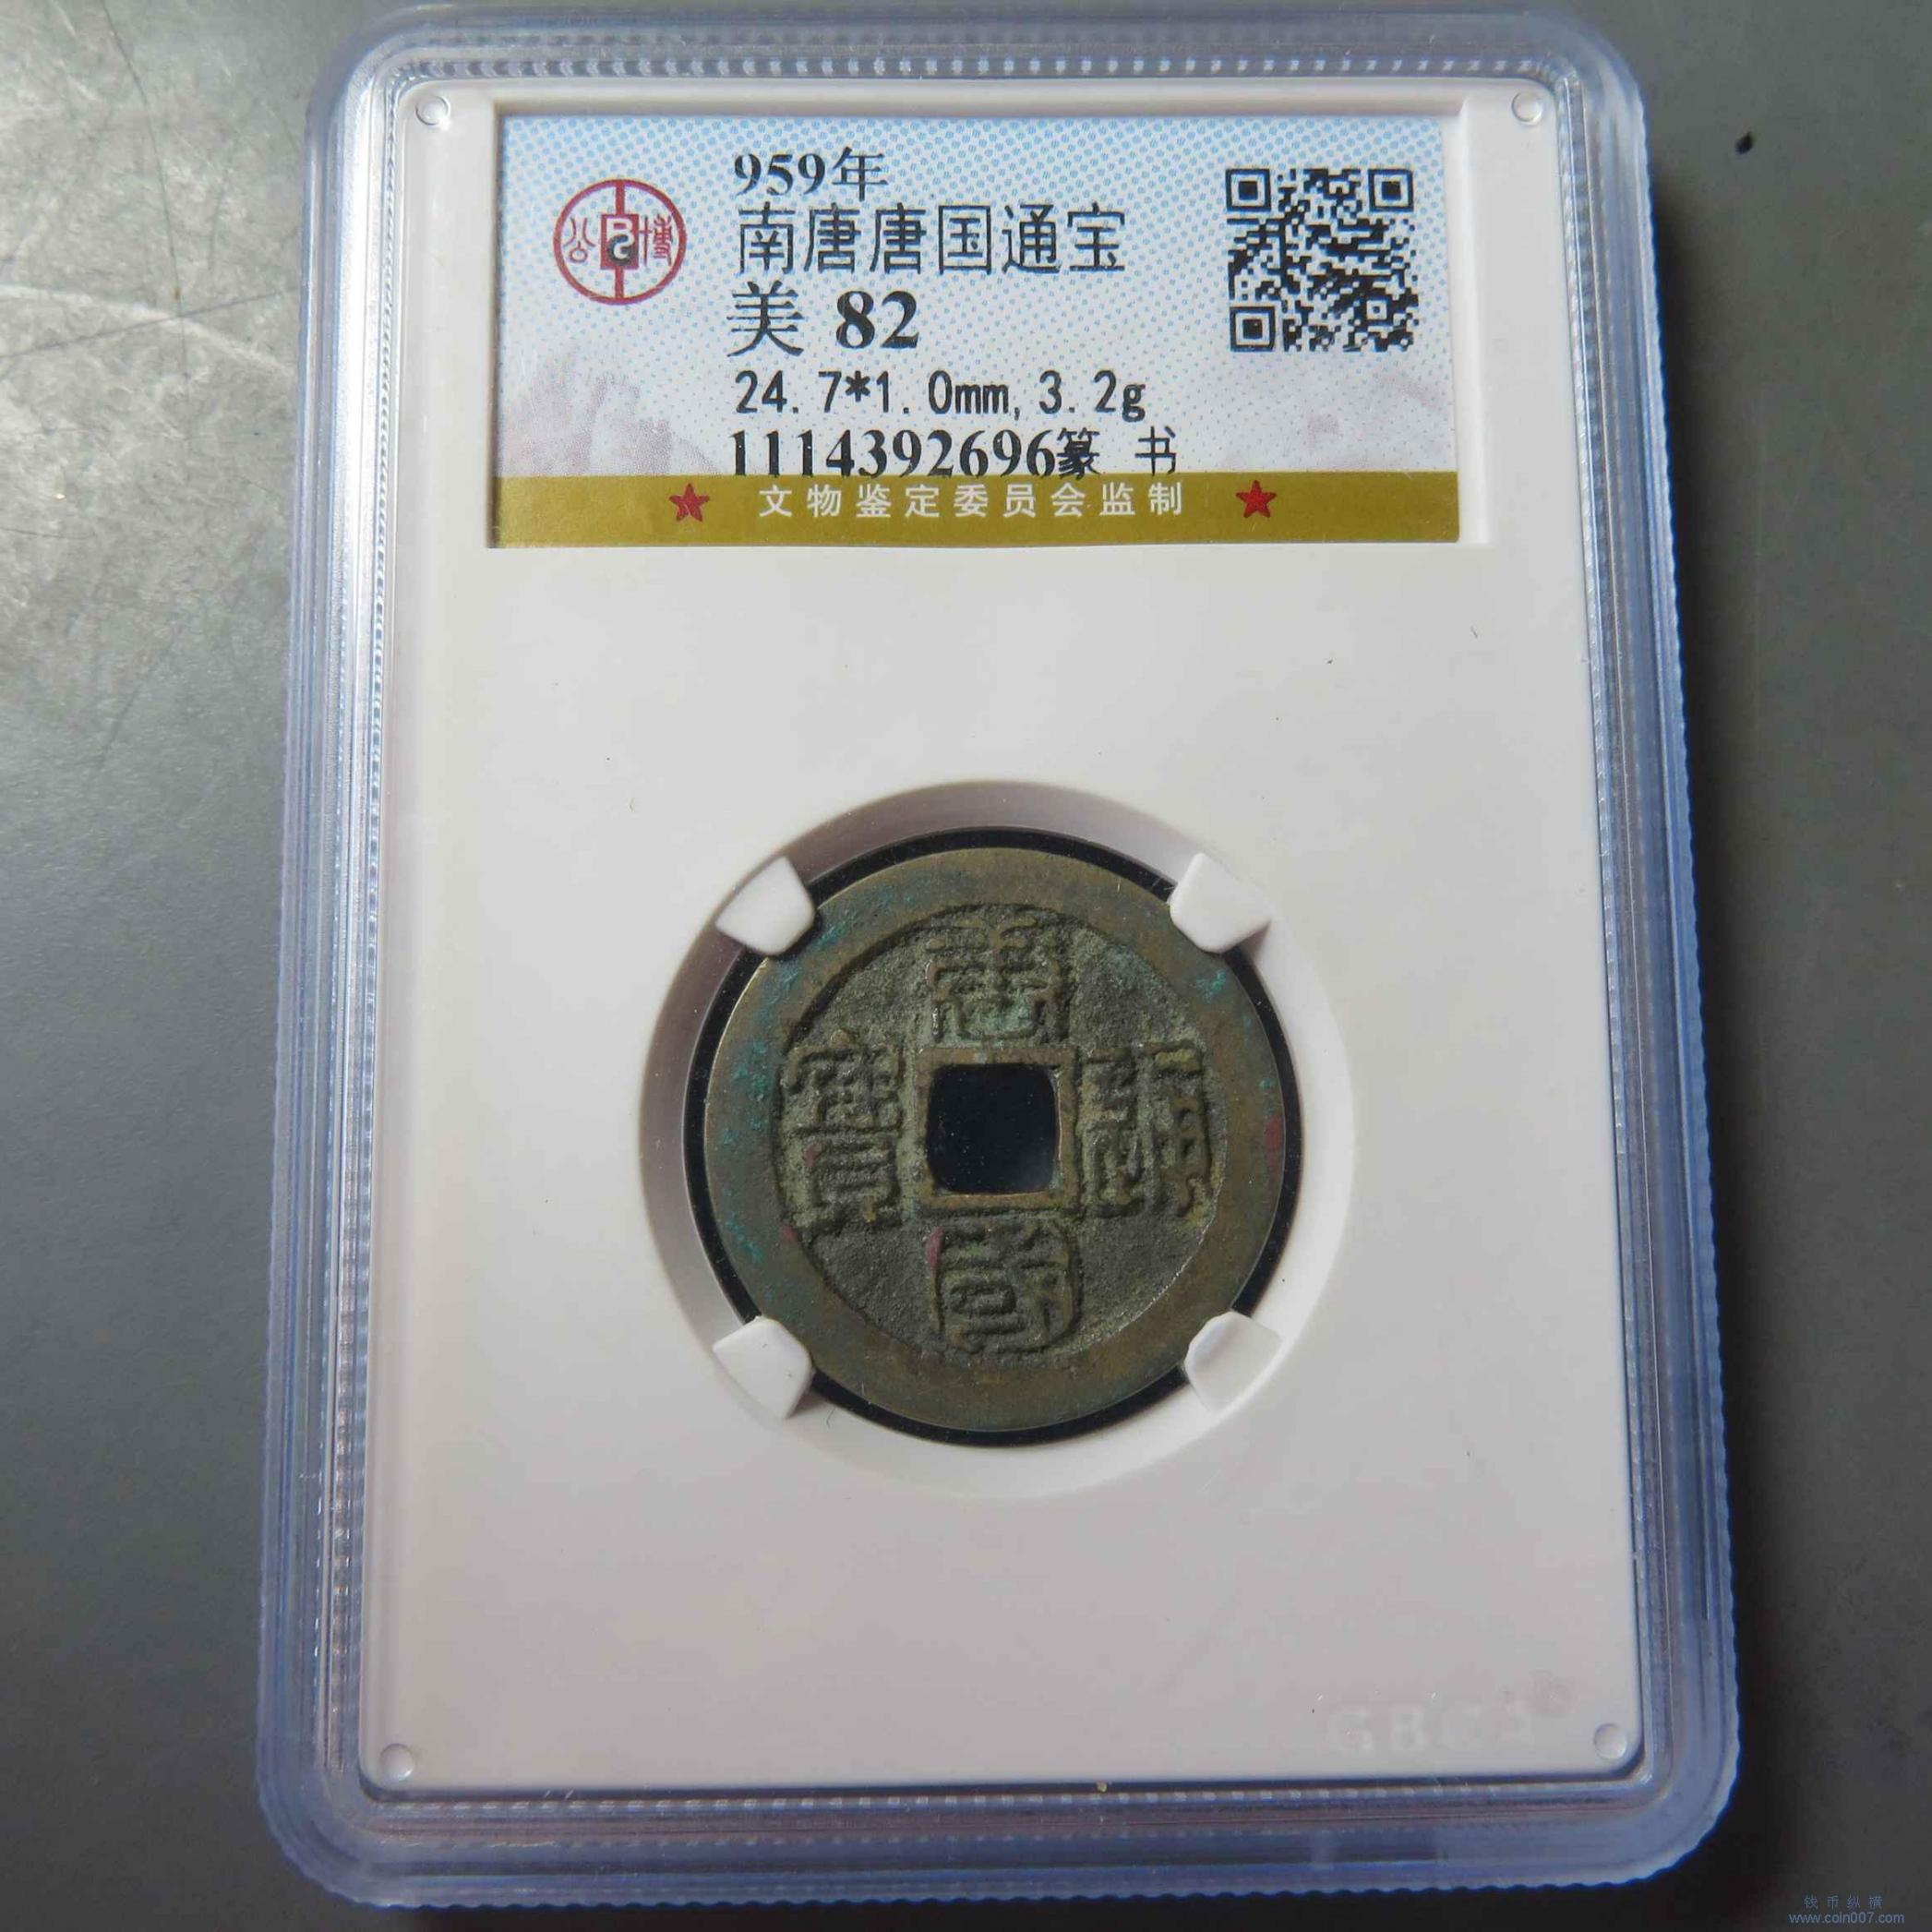 959年
南唐唐国通宝
美 82
24.7*1.0mm,3.2g
1114392696篆 书
公 博
★ 文物鉴定委员会监制 ★
唐
寶 通
國
GBCA
钱币纵横
www.coin007.com